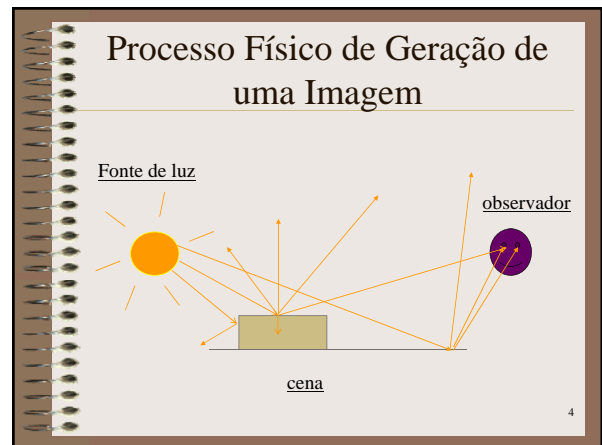 Processo Físico de Geração de
uma Imagem
Fonte de luz
observador
cena
4